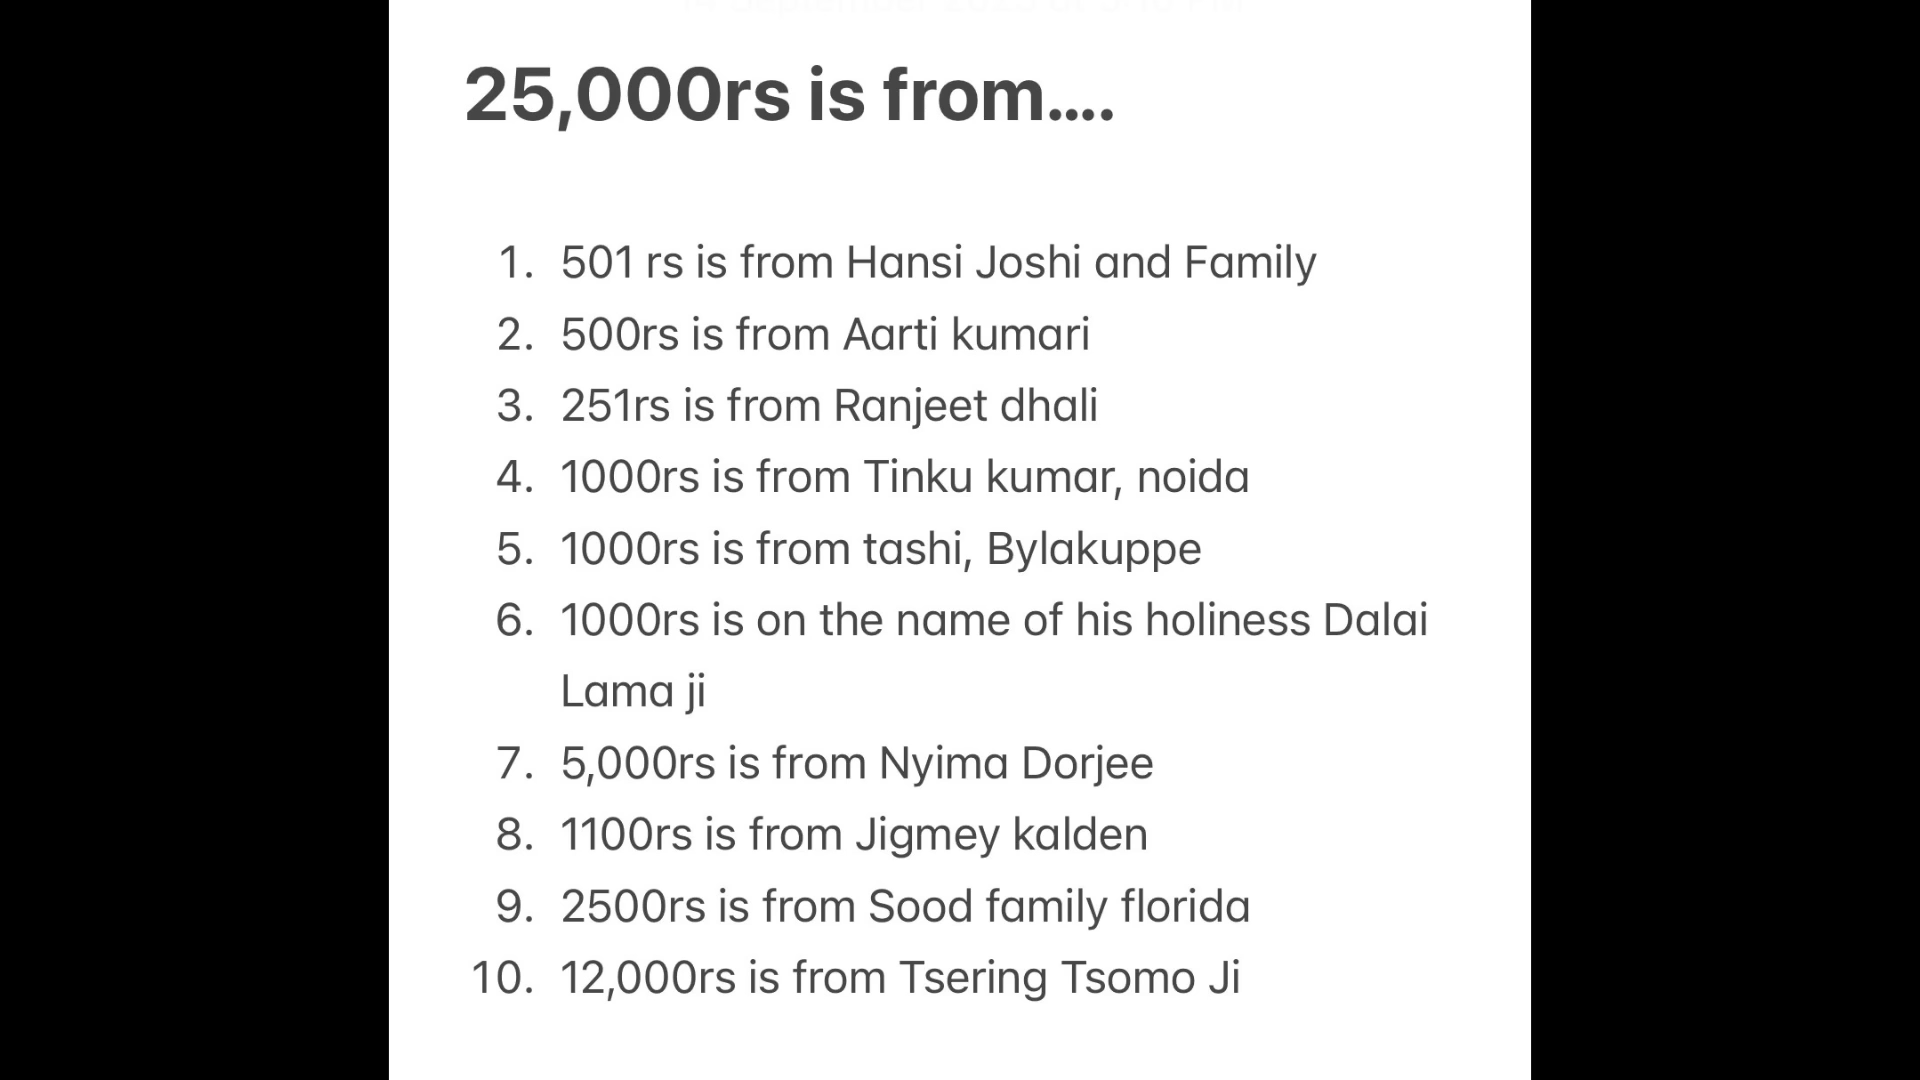 25,000rs is from....
1. 501 rs is from Hansi Joshi and Family
2. 500rs is from Aarti kumari
3. 251rs is from Ranjeet dhali
4. 1000rs is from Tinku kumar, noida
5. 1000rs is from tashi, Bylakuppe
6. 1000rs is on the name of his holiness Dalai
Lama ji
7. 5,000rs is from Nyima Dorjee
8. 1100rs is from Jigmey kalden
9. 2500rs is from Sood family florida
10. 12,000rs is from Tsering Tsomo Ji